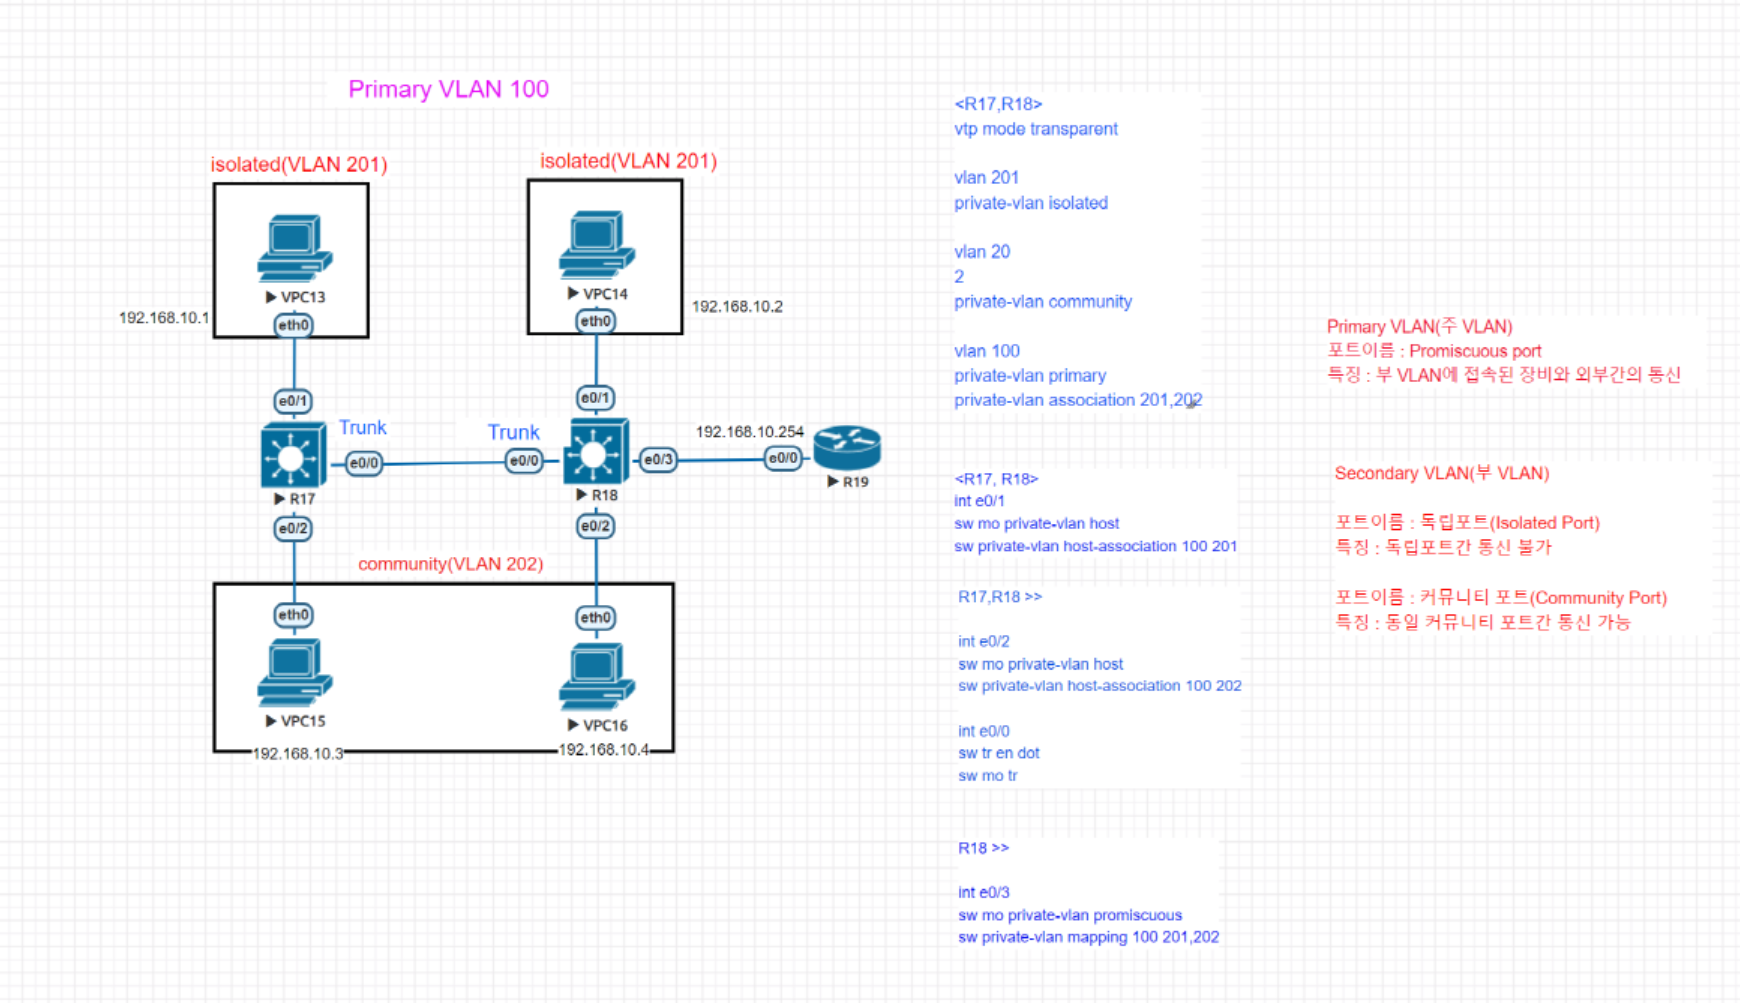 Primary VLAN 100
isolated(VLAN 201)
isolated(VLAN 201)
VPC13
VPC14
192.168.10.1
192.168.10.2
eth0
eth0
e0/1
e0/1
Trunk
Trunk
192.168.10.254
e0/0
e0/0
e0/3
e0/0
R17
R18
R19
e0/2
e0/2
community(VLAN 202)
eth0
eth0
VPC15
VPC16
192.168.10.3
192.168.10.4
<R17,R18>
vtp mode transparent
vlan 201
private-vlan isolated
vlan 20
2
private-vlan community
vlan 100
private-vlan primary
private-vlan association 201,202
<R17, R18>
int e0/1
sw mo private-vlan host
sw private-vlan host-association 100 201
R17,R18 >>
int e0/2
sw mo private-vlan host
sw private-vlan host-association 100 202
int e0/0
sw tr en dot
sw mo tr
R18 >>
int e0/3
sw mo private-vlan promiscuous
sw private-vlan mapping 100 201,202
Primary VLAN(주 VLAN)
포트이름 : Promiscuous port
특징 : 부 VLAN에 접속된 장비와 외부간의 통신
Secondary VLAN(부 VLAN)
포트이름 : 독립포트(Isolated Port)
특징 : 독립포트간 통신 불가
포트이름 : 커뮤니티 포트(Community Port)
특징 : 동일 커뮤니티 포트간 통신 가능